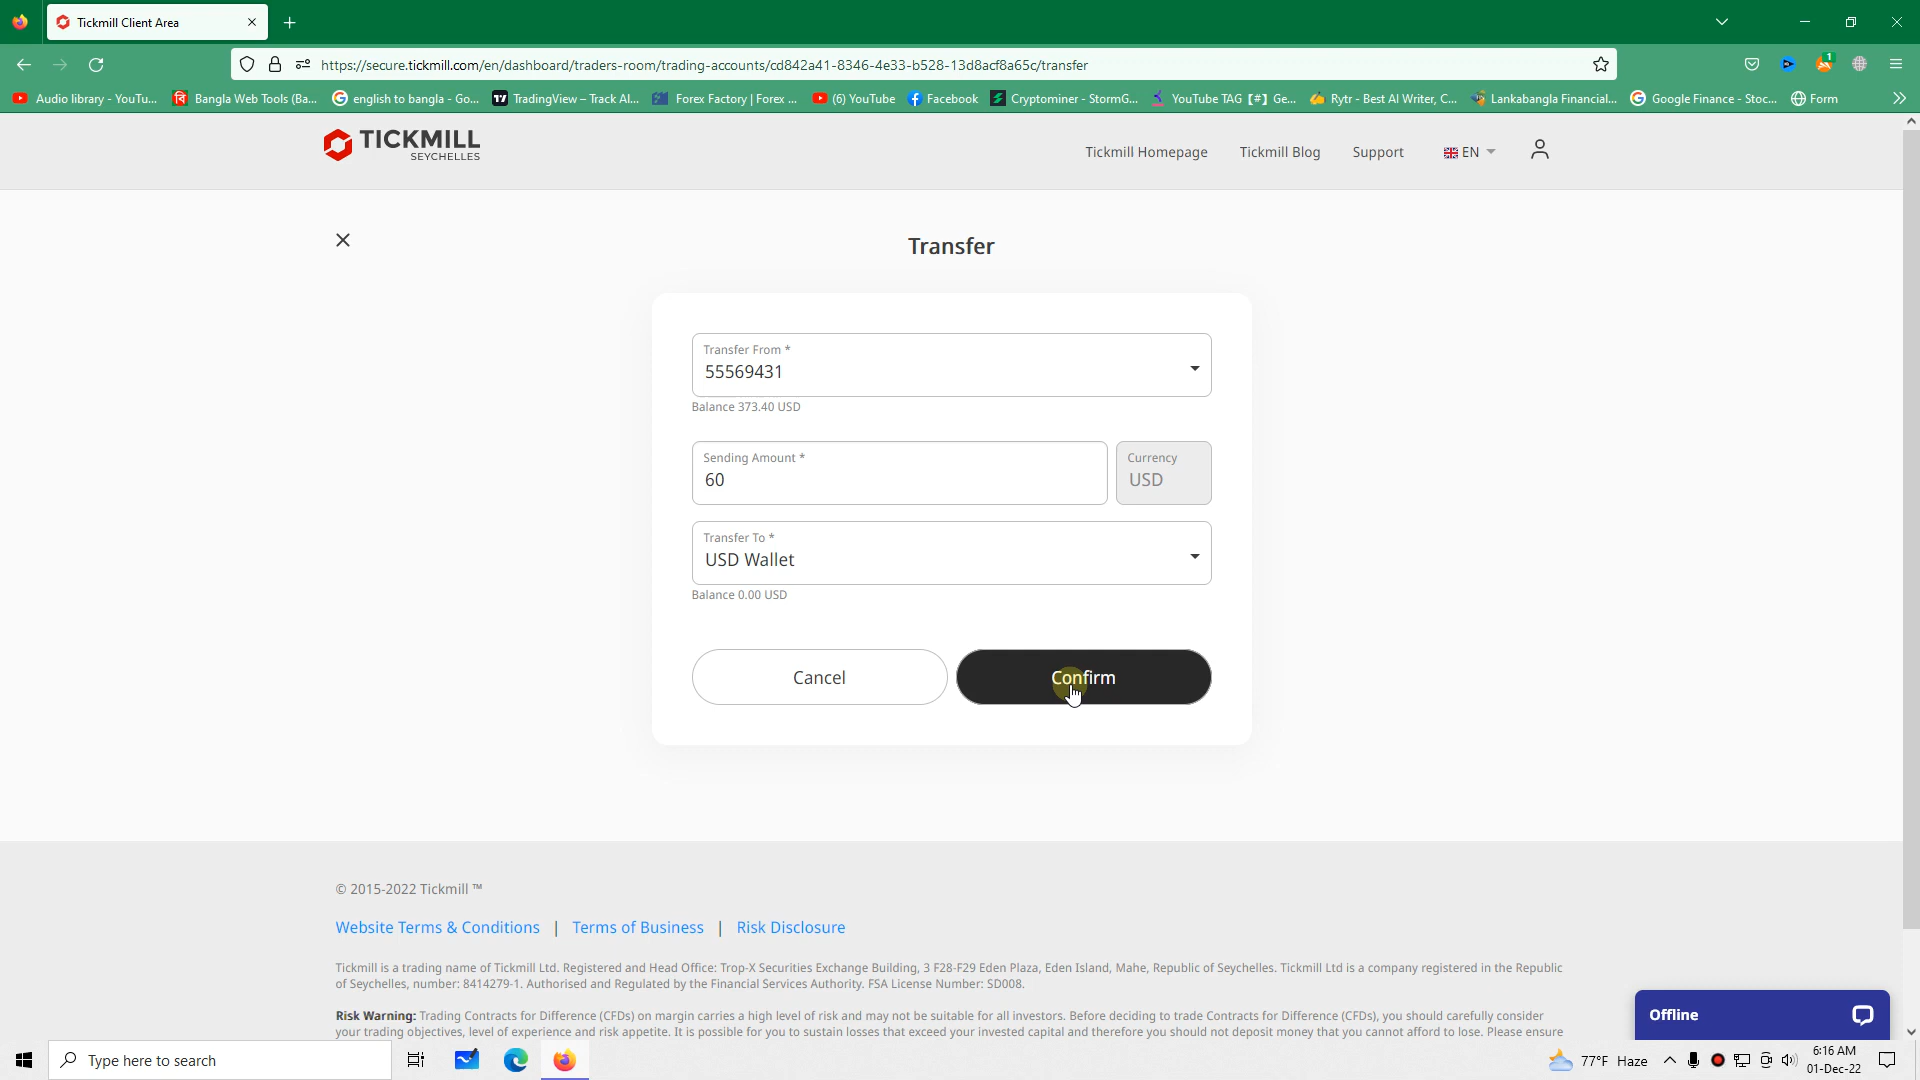 Tickmill Client Area
https://secure.tickmill.com/en/dashboard/traders-room/trading-accounts/cd842a41-8346-4e33-b528-13d8acf8a65c/transfer
Audio library - YouTu... Bangla Web Tools (Ba... english to bangla - Go... TradingView – Track Al... Forex Factory | Forex ... (6) YouTube Facebook Cryptominer - StormG... YouTube TAG【#】Ge... Rytr - Best AI Writer, C... Lankabangla Financial... Google Finance - Stoc... Form
TICKMILL
SEYCHELLES
Tickmill Homepage Tickmill Blog Support EN
Transfer
Transfer From *
55569431
Balance 373.40 USD
Sending Amount * Currency
60 USD
Transfer To *
USD Wallet
Balance 0.00 USD
Cancel Confirm
© 2015-2022 Tickmill ™
Website Terms & Conditions | Terms of Business | Risk Disclosure
Tickmill is a trading name of Tickmill Ltd. Registered and Head Office: Trop-X Securities Exchange Building, 3 F28-F29 Eden Plaza, Eden Island, Mahe, Republic of Seychelles. Tickmill Ltd is a company registered in the Republic
of Seychelles, number: 8414279-1. Authorised and Regulated by the Financial Services Authority. FSA License Number: SD008.
Risk Warning: Trading Contracts for Difference (CFDs) on margin carries a high level of risk and may not be suitable for all investors. Before deciding to trade Contracts for Difference (CFDs), you should carefully consider
your trading objectives, level of experience and risk appetite. It is possible for you to sustain losses that exceed your invested capital and therefore you should not deposit money that you cannot afford to lose. Please ensure
Offline
Type here to search
77°F Haze
6:16 AM
01-Dec-22